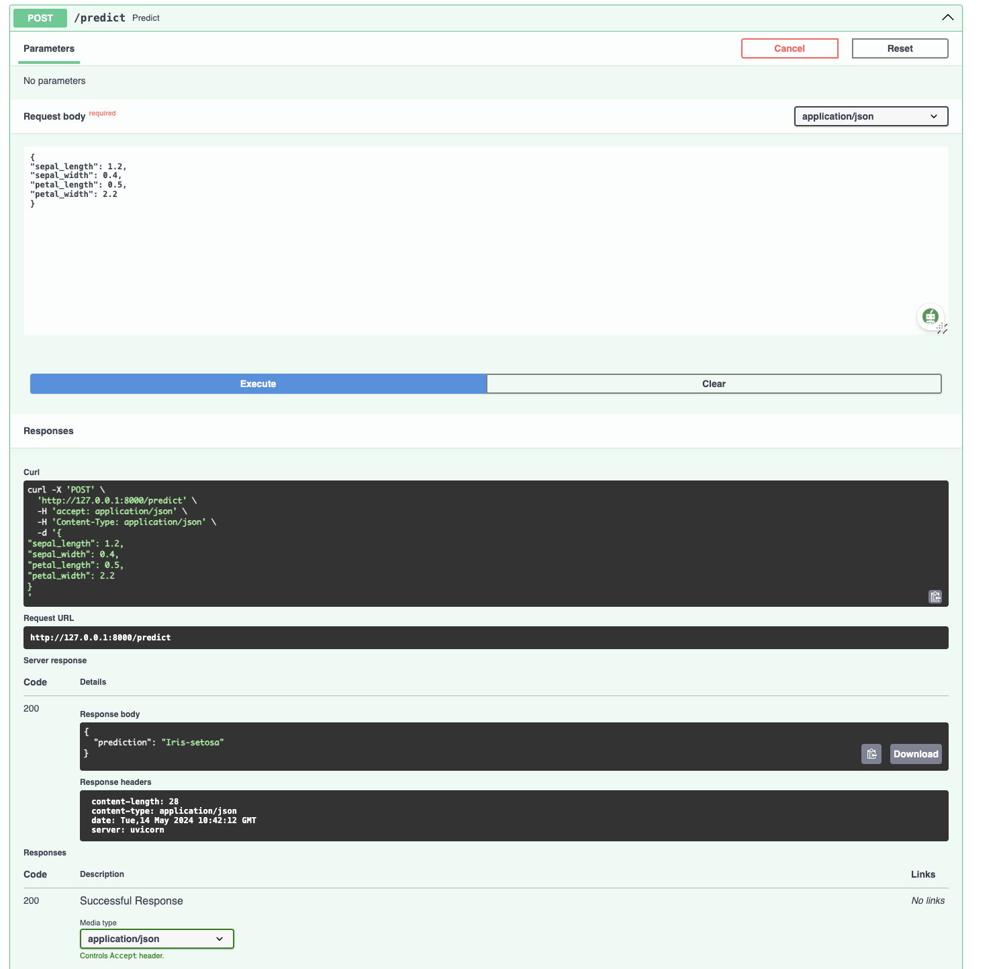 POST /predict Predict
Parameters
Cancel
Reset
No parameters
Request body required
application/json
{
"sepal_length": 1.2,
"sepal_width": 0.4,
"petal_length": 0.5,
"petal_width": 2.2
}
Execute
Clear
Responses
Curl
curl -X 'POST' \
'http://127.0.0.1:8000/predict' \
-H 'accept: application/json' \
-H 'Content-Type: application/json' \
-d '{
"sepal_length": 1.2,
"sepal_width": 0.4,
"petal_length": 0.5,
"petal_width": 2.2
}
'
Request URL
http://127.0.0.1:8000/predict
Server response
Code Details
200
Response body
{
"prediction": "Iris-setosa"
}
Download
Response headers
content-length: 28
content-type: application/json
date: Tue,14 May 2024 10:42:12 GMT
server: uvicorn
Responses
Code Description Links
200 Successful Response No links
Media type
application/json
Controls Accept header.